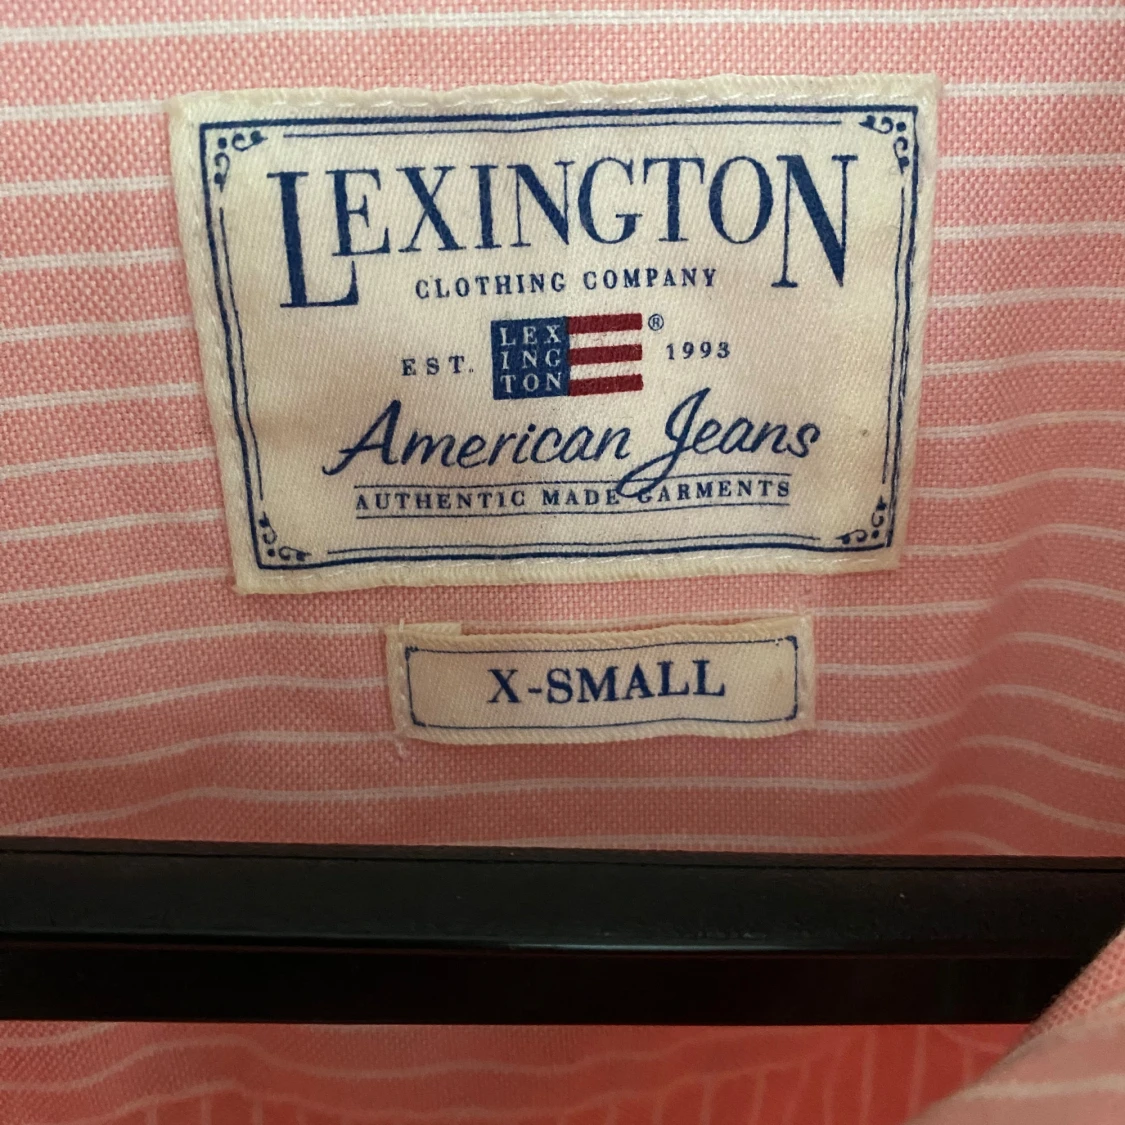 LEXINGTON
CLOTHING COMPANY
EST. LEX ® 1993
ING
TON
American Jeans
AUTHENTIC MADE GARMENTS
X-SMALL